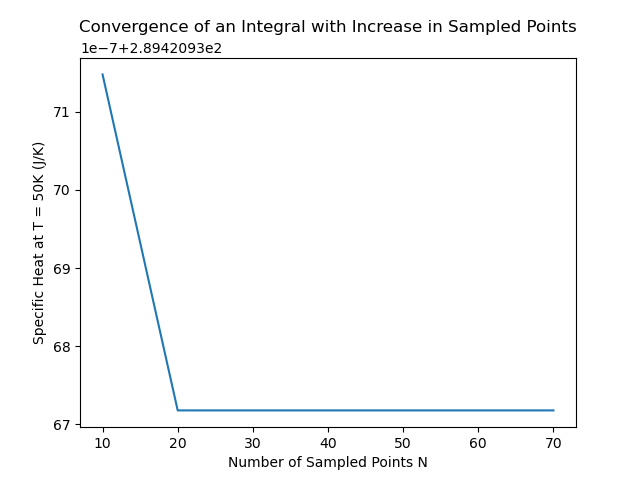 Convergence of an Integral with Increase in Sampled Points
1e−7+2.8942093e2
71
70
69
68
67
Specific Heat at T = 50K (J/K)
10 20 30 40 50 60 70
Number of Sampled Points N